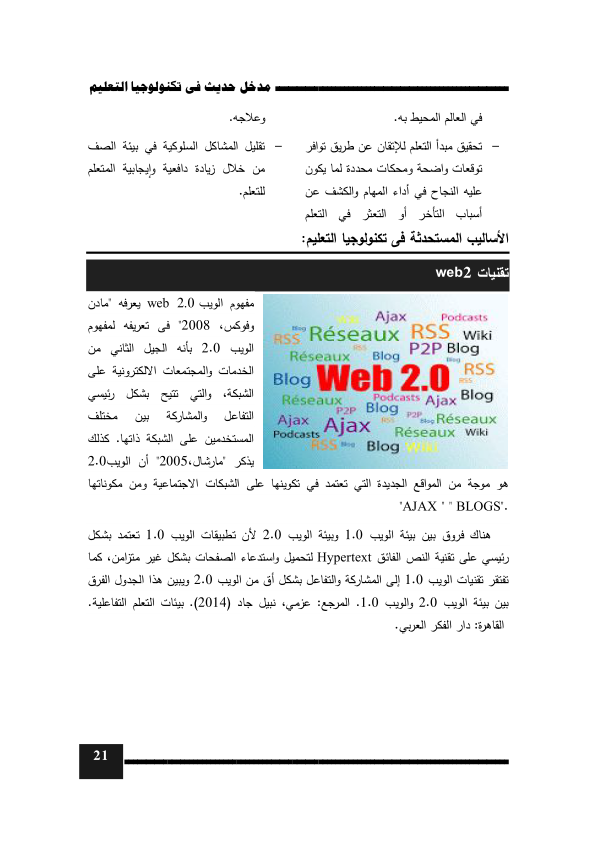 مدخل حديث فى تكنولوجيا التعليم
في العالم المحيط به.
– تحقيق مبدأ التعلم للإتقان عن طريق توافر
توقعات واضحة ومحكات محددة لما يكون
عليه النجاح في أداء المهام والكشف عن
أسباب التأخر أو التعثر في التعلم
وعلاجه.
– تقليل المشاكل السلوكية في بيئة الصف
من خلال زيادة دافعية وإيجابية المتعلم
للتعلم.
الأساليب المستحدثة فى تكنولوجيا التعليم:
تقنيات web2
مفهوم الويب web 2.0 يعرفه "مادن
وفوكس، 2008" فى تعريفه لمفهوم
الويب 2.0 بأنه الجيل الثاني من
الخدمات والمجتمعات الالكترونية على
الشبكة، والتي تتيح بشكل رئيسي
التفاعل والمشاركة بين مختلف
المستخدمين على الشبكة ذاتها. كذلك
يذكر "مارشال،2005" أن الويب2.0
Ajax Podcasts
Blog Réseaux RSS Wiki
RSS RSS P2P Blog
Réseaux Blog Blog RSS
Blog Web 2.0 RSS
Réseaux Podcasts Ajax Blog
P2P Blog P2P Blog Réseaux
Ajax Ajax Réseaux Wiki
Podcasts RSS Blog Blog Wiki
هو موجة من المواقع الجديدة التي تعتمد في تكوينها على الشبكات الاجتماعية ومن مكوناتها
"AJAX " " BLOGS".
هناك فروق بين بيئة الويب 1.0 وبيئة الويب 2.0 لأن تطبيقات الويب 1.0 تعتمد بشكل
رئيسي على تقنية النص الفائق Hypertext لتحميل واستدعاء الصفحات بشكل غير متزامن، كما
تفتقر تقنيات الويب 1.0 إلى المشاركة والتفاعل بشكل أق من الويب 2.0 ويبين هذا الجدول الفرق
بين بيئة الويب 2.0 والويب 1.0. المرجع: عزمي، نبيل جاد (2014). بيئات التعلم التفاعلية.
القاهرة: دار الفكر العربي.
21